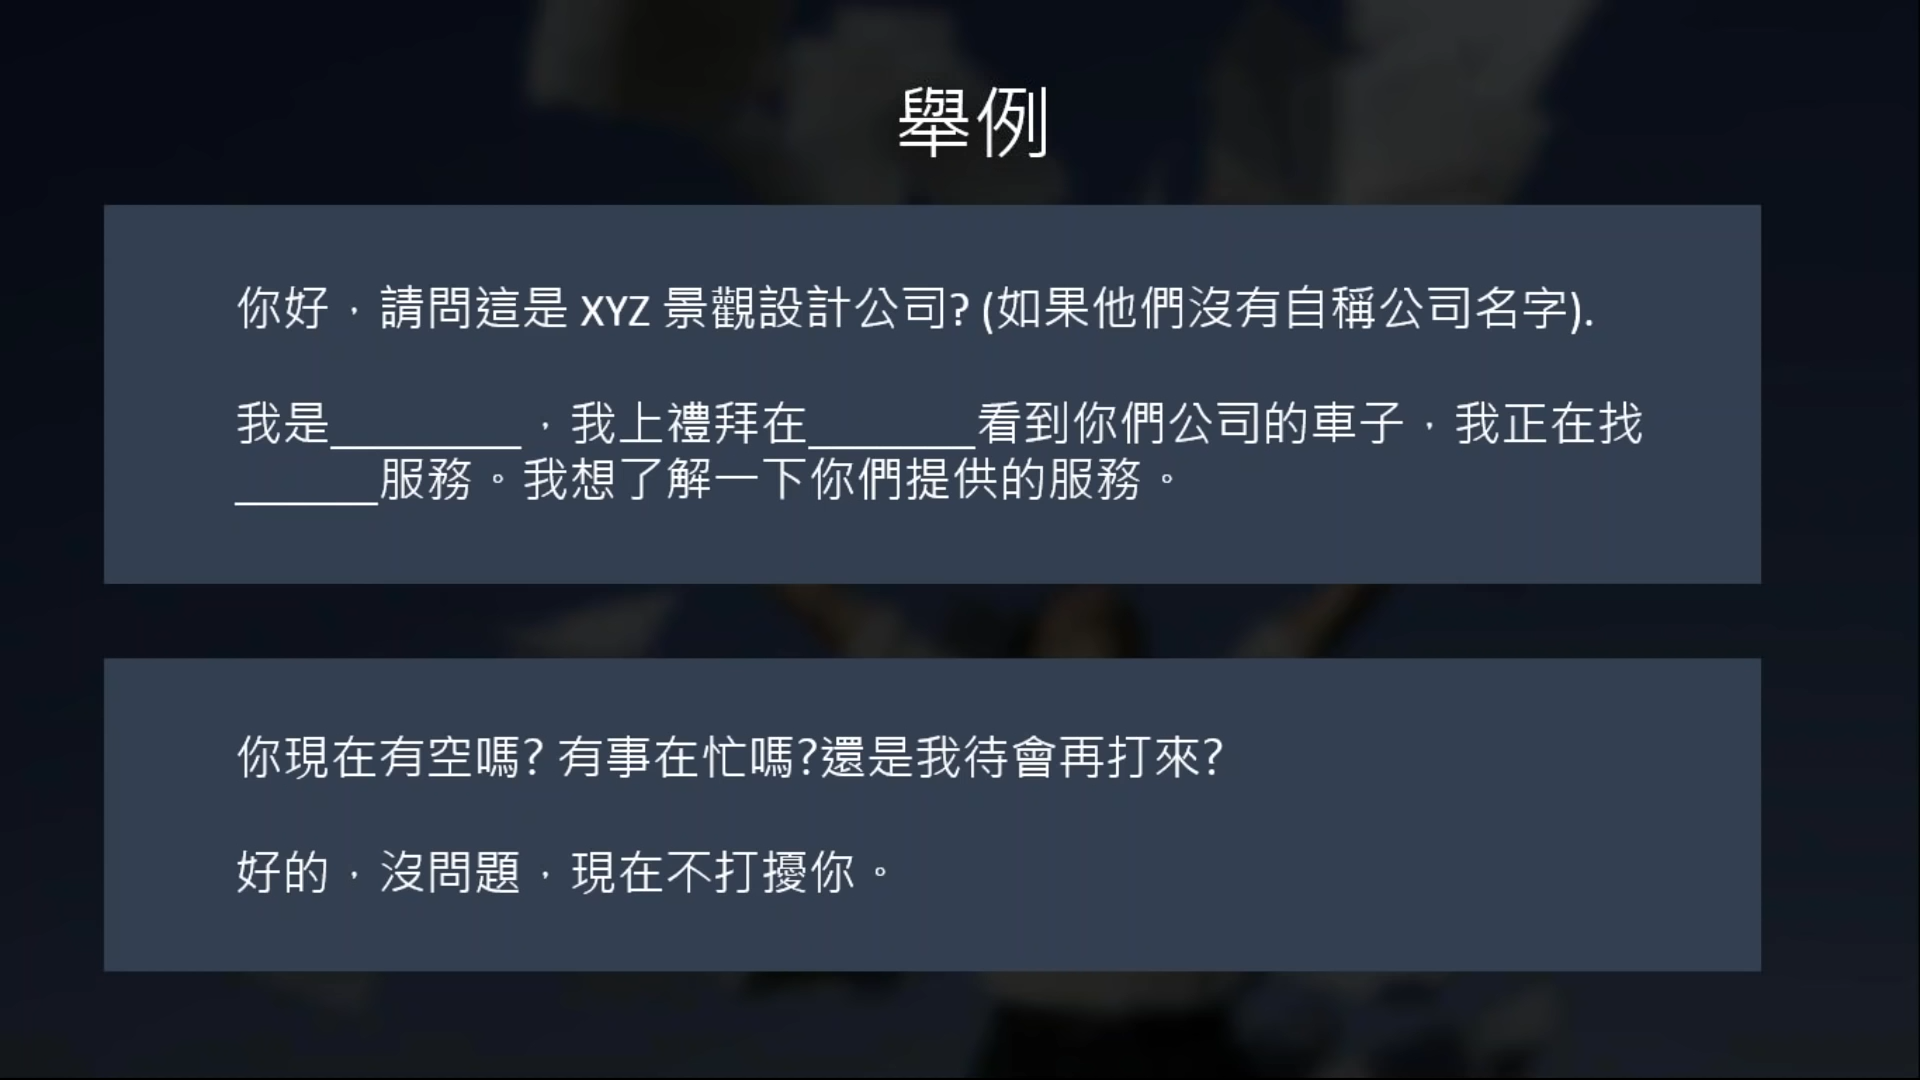 舉例
你好，請問這是 XYZ 景觀設計公司? (如果他們沒有自稱公司名字).
我是________，我上禮拜在_______看到你們公司的車子，我正在找
______服務。我想了解一下你們提供的服務。
你現在有空嗎? 有事在忙嗎?還是我待會再打來?
好的，沒問題，現在不打擾你。